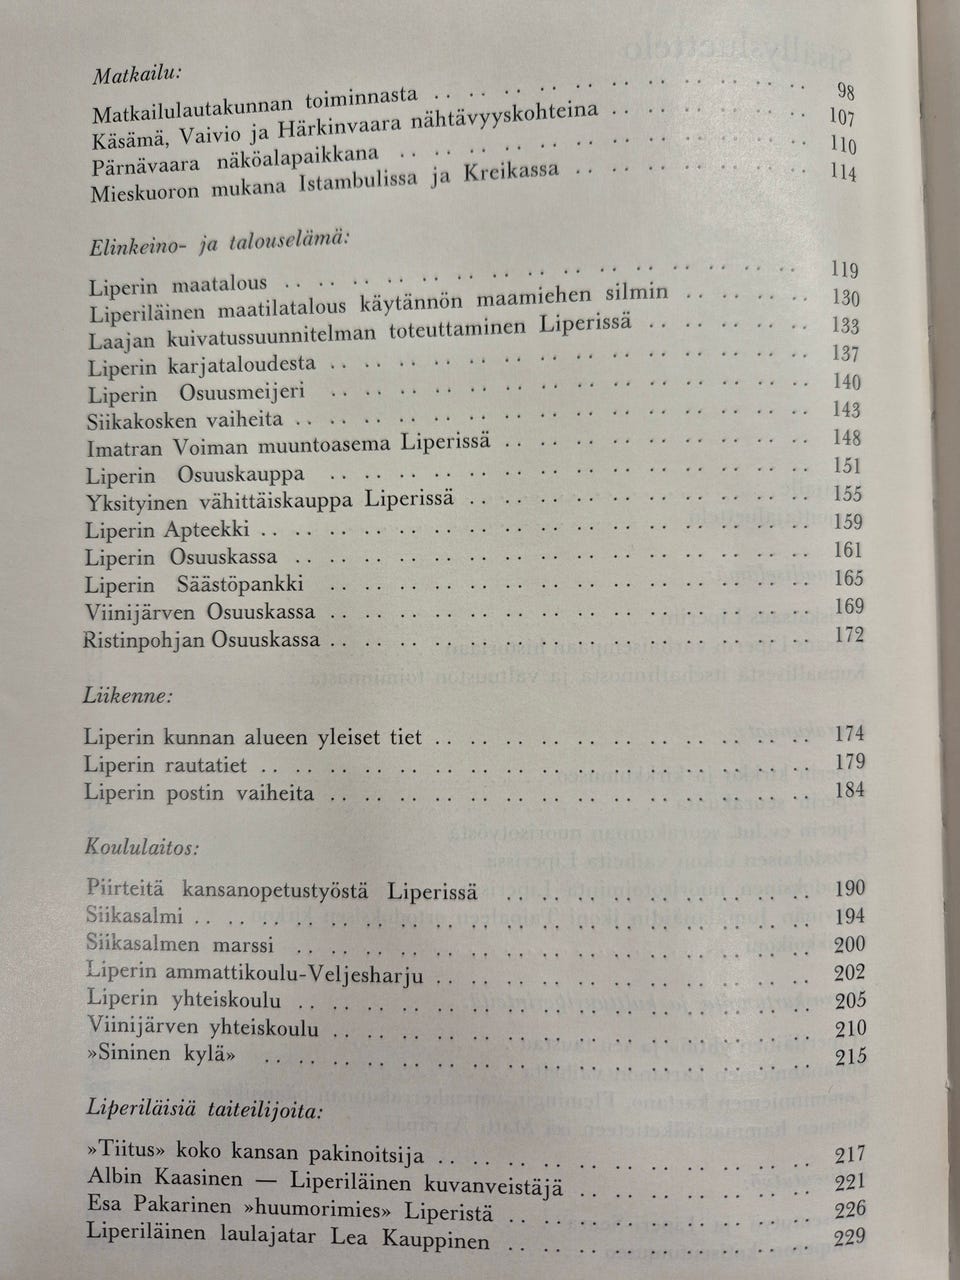 Matkailu:
Matkailulautakunnan toiminnasta . . . . . . . . . . . . . . . . 98
Käsämä, Vaivio ja Härkinvaara nähtävyyskohteina . . . . . . . . 107
Pärnävaara näköalapaikkana . . . . . . . . . . . . . . . . 110
Mieskuoron mukana Istambulissa ja Kreikassa . . . . . . . . . . 114
Elinkeino- ja talouselämä:
Liperin maatalous . . . . . . . . . . . . . . . . . . . . . . 119
Liperiläinen maatilatalous käytännön maamiehen silmin . . . . . . 130
Laajan kuivatussuunnitelman toteuttaminen Liperissä . . . . . . . 133
Liperin karjataloudesta . . . . . . . . . . . . . . . . . . . . 137
Liperin Osuusmeijeri . . . . . . . . . . . . . . . . . . . . 140
Siikakosken vaiheita . . . . . . . . . . . . . . . . . . . . . . 143
Imatran Voiman muuntoasema Liperissä . . . . . . . . . . . . . 148
Liperin Osuuskauppa . . . . . . . . . . . . . . . . . . . . 151
Yksityinen vähittäiskauppa Liperissä . . . . . . . . . . . . . . 155
Liperin Apteekki . . . . . . . . . . . . . . . . . . . . . . . 159
Liperin Osuuskassa . . . . . . . . . . . . . . . . . . . . . . 161
Liperin Säästöpankki . . . . . . . . . . . . . . . . . . . . 165
Viinijärven Osuuskassa . . . . . . . . . . . . . . . . . . . . 169
Ristinpohjan Osuuskassa . . . . . . . . . . . . . . . . . . . . 172
Liikenne:
Liperin kunnan alueen yleiset tiet . . . . . . . . . . . . . . . . 174
Liperin rautatiet . . . . . . . . . . . . . . . . . . . . . . . 179
Liperin postin vaiheita . . . . . . . . . . . . . . . . . . . . 184
Koululaitos:
Piirteitä kansanopetustyöstä Liperissä . . . . . . . . . . . . . 190
Siikasalmi . . . . . . . . . . . . . . . . . . . . . . . . . . 194
Siikasalmen marssi . . . . . . . . . . . . . . . . . . . . . . 200
Liperin ammattikoulu-Veljesharju . . . . . . . . . . . . . . . . 202
Liperin yhteiskoulu . . . . . . . . . . . . . . . . . . . . . . 205
Viinijärven yhteiskoulu . . . . . . . . . . . . . . . . . . . . 210
»Sininen kylä» . . . . . . . . . . . . . . . . . . . . . . . 215
Liperiläisiä taiteilijoita:
»Tiitus» koko kansan pakinoitsija . . . . . . . . . . . . . . . . 217
Albin Kaasinen — Liperiläinen kuvanveistäjä . . . . . . . . . . 221
Esa Pakarinen »huumorimies» Liperistä . . . . . . . . . . . . . 226
Liperiläinen laulajatar Lea Kauppinen . . . . . . . . . . . . . 229